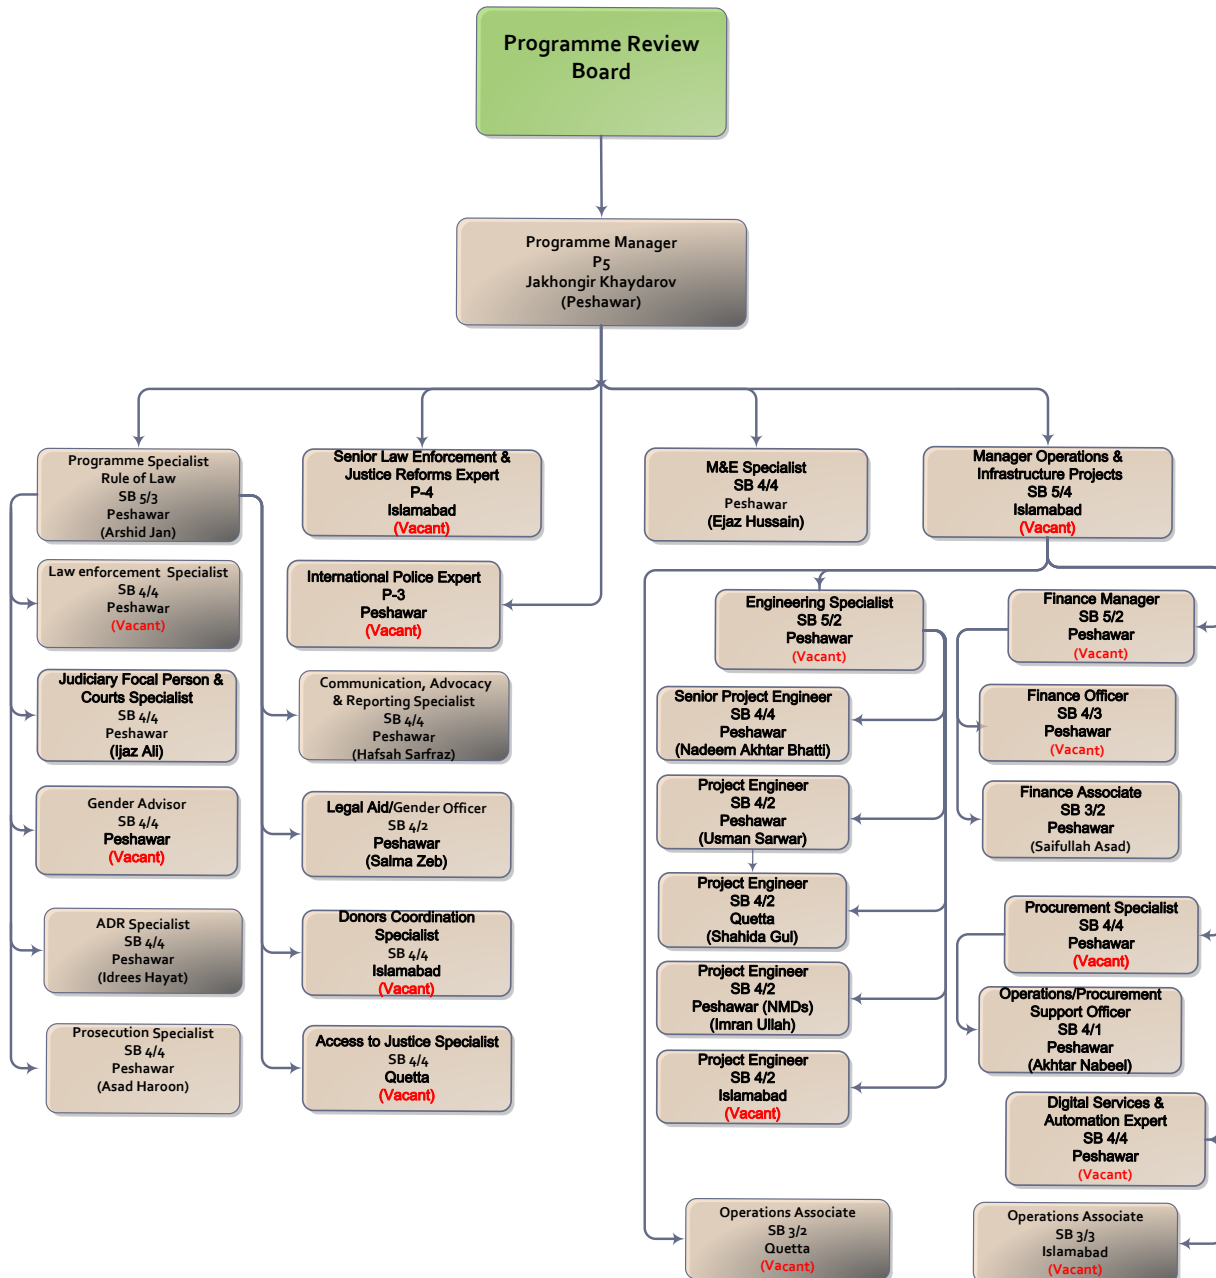 Programme Review
Board
Programme Manager
P5
Jakhongir Khaydarov
(Peshawar)
Programme Specialist
Rule of Law
SB 5/3
Peshawar
(Arshid Jan)
Senior Law Enforcement &
Justice Reforms Expert
P-4
Islamabad
(Vacant)
M&E Specialist
SB 4/4
Peshawar
(Ejaz Hussain)
Manager Operations &
Infrastructure Projects
SB 5/4
Islamabad
(Vacant)
Law enforcement Specialist
SB 4/4
Peshawar
(Vacant)
International Police Expert
P-3
Peshawar
(Vacant)
Engineering Specialist
SB 5/2
Peshawar
(Vacant)
Finance Manager
SB 5/2
Peshawar
(Vacant)
Judiciary Focal Person &
Courts Specialist
SB 4/4
Peshawar
(Ijaz Ali)
Communication, Advocacy
& Reporting Specialist
SB 4/4
Peshawar
(Hafsah Sarfraz)
Senior Project Engineer
SB 4/4
Peshawar
(Nadeem Akhtar Bhatti)
Finance Officer
SB 4/3
Peshawar
(Vacant)
Gender Advisor
SB 4/4
Peshawar
(Vacant)
Legal Aid/Gender Officer
SB 4/2
Peshawar
(Salma Zeb)
Project Engineer
SB 4/2
Peshawar
(Usman Sarwar)
Finance Associate
SB 3/2
Peshawar
(Saifullah Asad)
Project Engineer
SB 4/2
Quetta
(Shahida Gul)
ADR Specialist
SB 4/4
Peshawar
(Idrees Hayat)
Donors Coordination
Specialist
SB 4/4
Islamabad
(Vacant)
Procurement Specialist
SB 4/4
Peshawar
(Vacant)
Project Engineer
SB 4/2
Peshawar (NMDs)
(Imran Ullah)
Operations/Procurement
Support Officer
SB 4/1
Peshawar
(Akhtar Nabeel)
Prosecution Specialist
SB 4/4
Peshawar
(Asad Haroon)
Access to Justice Specialist
SB 4/4
Quetta
(Vacant)
Project Engineer
SB 4/2
Islamabad
(Vacant)
Digital Services &
Automation Expert
SB 4/4
Peshawar
(Vacant)
Operations Associate
SB 3/2
Quetta
(Vacant)
Operations Associate
SB 3/3
Islamabad
(Vacant)